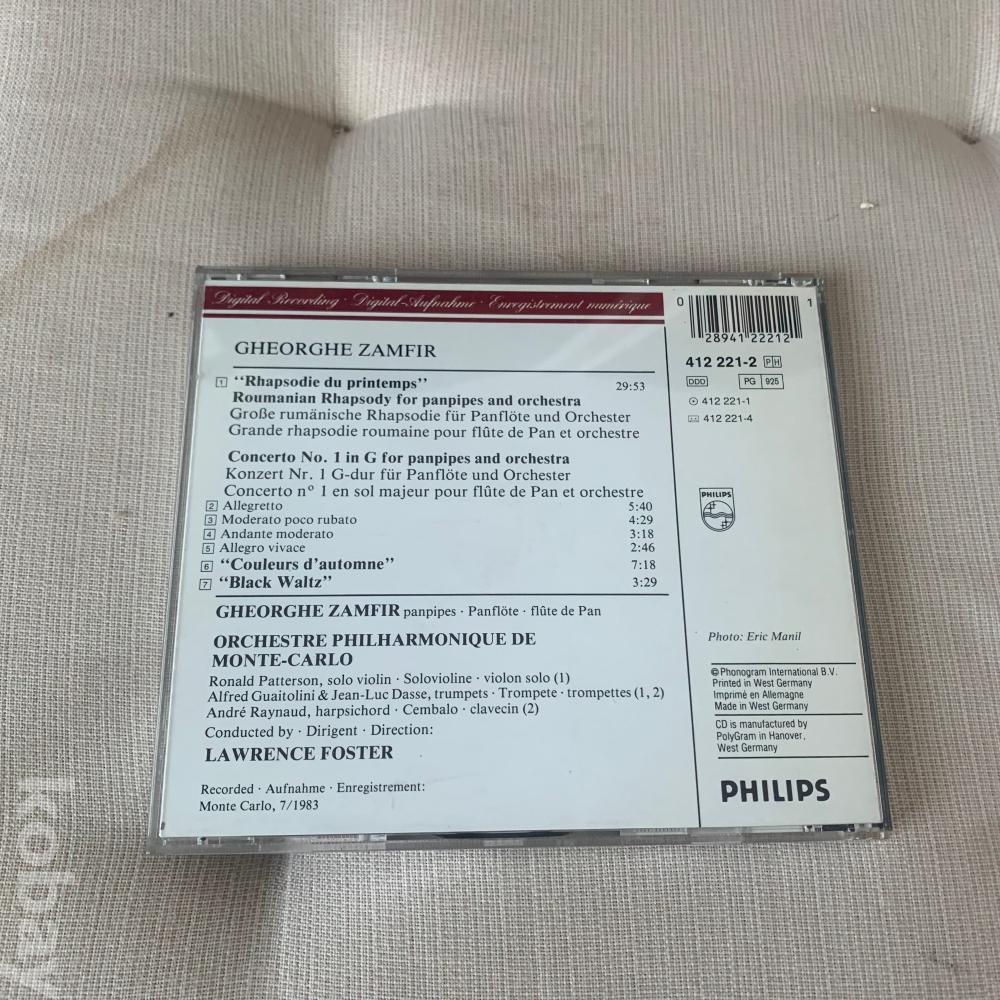 Digital Recording · Digital-Aufnahme · Enregistrement numérique
GHEORGHE ZAMFIR
1 "Rhapsodie du printemps" 29:53
Roumanian Rhapsody for panpipes and orchestra
Große rumänische Rhapsodie für Panflöte und Orchester
Grande rhapsodie roumaine pour flûte de Pan et orchestre
Concerto No. 1 in G for panpipes and orchestra
Konzert Nr. 1 G-dur für Panflöte und Orchester
Concerto nº 1 en sol majeur pour flûte de Pan et orchestre
2 Allegretto 5:40
3 Moderato poco rubato 4:29
4 Andante moderato 3:18
5 Allegro vivace 2:46
6 "Couleurs d'automne" 7:18
7 "Black Waltz" 3:29
GHEORGHE ZAMFIR panpipes · Panflöte · flûte de Pan
ORCHESTRE PHILHARMONIQUE DE
MONTE-CARLO
Ronald Patterson, solo violin · Solovioline · violon solo (1)
Alfred Guaitolini & Jean-Luc Dasse, trumpets · Trompete · trompettes (1, 2)
André Raynaud, harpsichord · Cembalo · clavecin (2)
Conducted by · Dirigent · Direction:
LAWRENCE FOSTER
Recorded · Aufnahme · Enregistrement:
Monte Carlo, 7/1983
0 28941 22212 1
412 221-2 PH
DDD PG 925
412 221-1
412 221-4
PHILIPS
Photo: Eric Manil
© Phonogram International B.V.
Printed in West Germany
Imprimé en Allemagne
Made in West Germany
CD is manufactured by
PolyGram in Hanover,
West Germany
PHILIPS
kobay